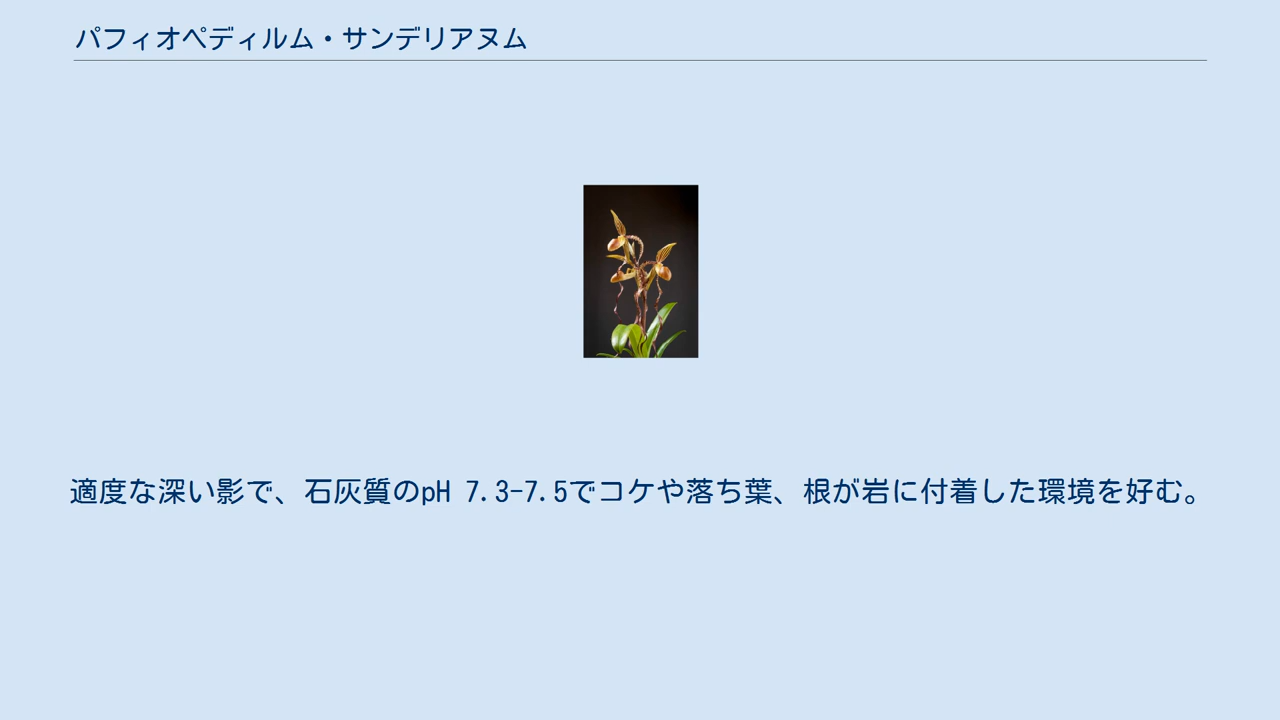 パフィオペディルム・サンデリアヌム
適度な深い影で、石灰質のpH 7.3-7.5でコケや落ち葉、根が岩に付着した環境を好む。